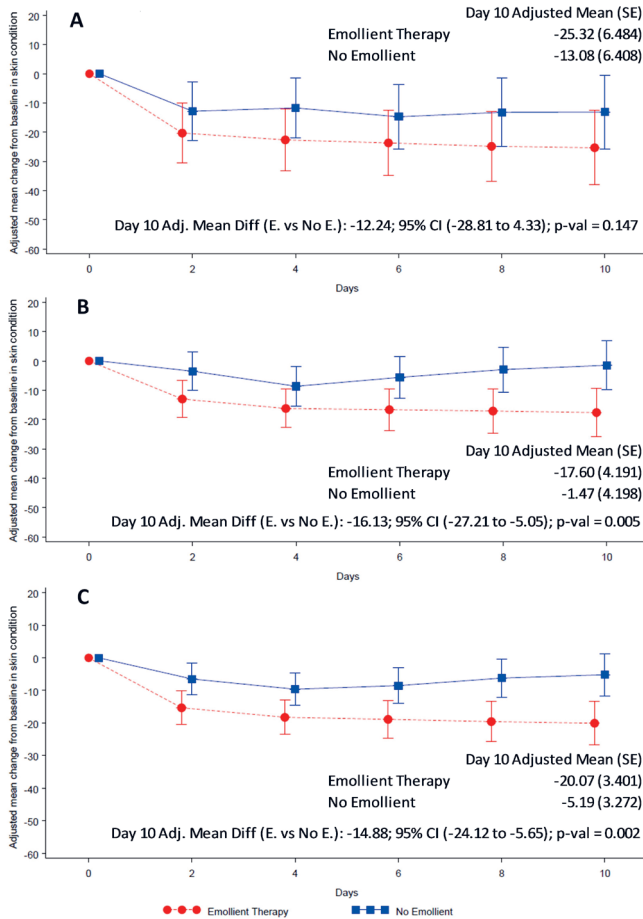 A
Day 10 Adjusted Mean (SE)
Emollient Therapy -25.32 (6.484)
No Emollient -13.08 (6.408)
Adjusted mean change from baseline in skin condition
20
10
0
-10
-20
-30
-40
-50
-60
Day 10 Adj. Mean Diff (E. vs No E.): -12.24; 95% CI (-28.81 to 4.33); p-val = 0.147
0 2 4 6 8 10
Days
B
Adjusted mean change from baseline in skin condition
20
10
0
-10
-20
-30
-40
-50
-60
Day 10 Adjusted Mean (SE)
Emollient Therapy -17.60 (4.191)
No Emollient -1.47 (4.198)
Day 10 Adj. Mean Diff (E. vs No E.): -16.13; 95% CI (-27.21 to -5.05); p-val = 0.005
0 2 4 6 8 10
Days
C
Adjusted mean change from baseline in skin condition
20
10
0
-10
-20
-30
-40
-50
-60
Day 10 Adjusted Mean (SE)
Emollient Therapy -20.07 (3.401)
No Emollient -5.19 (3.272)
Day 10 Adj. Mean Diff (E. vs No E.): -14.88; 95% CI (-24.12 to -5.65); p-val = 0.002
0 2 4 6 8 10
Days
Emollient Therapy No Emollient